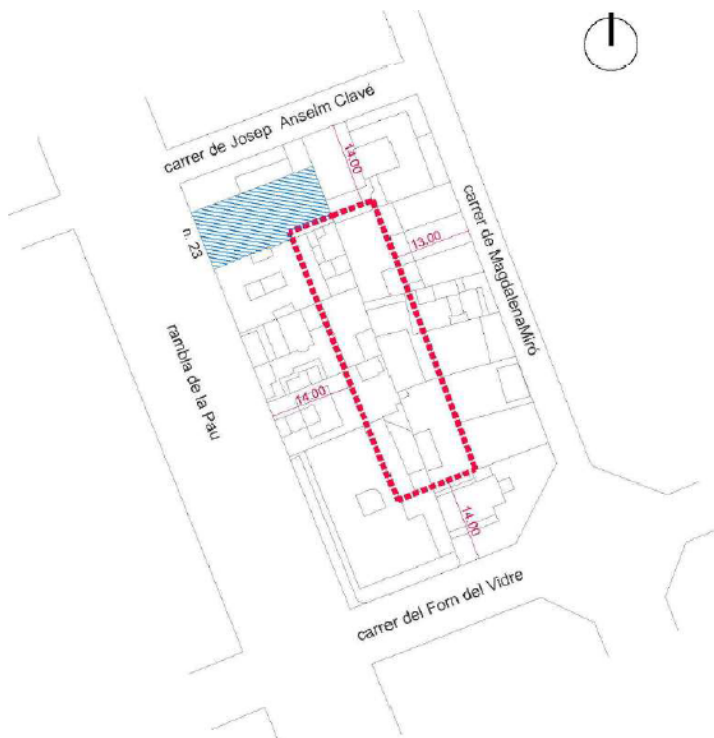 carrer de Josep Anselm Clavé
14.00
carrer de MagdalenaMiró
n. 23
13.00
rambla de la Pau
14.00
14.00
carrer del Forn del Vidre